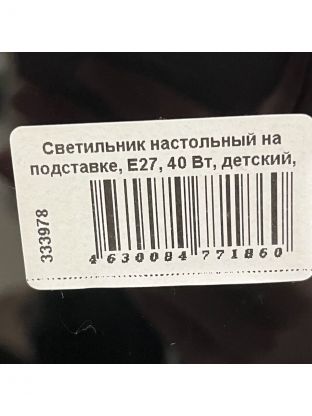 Светильник настольный на
подставке, E27, 40 Вт, детский,
333978
4 630084 771860